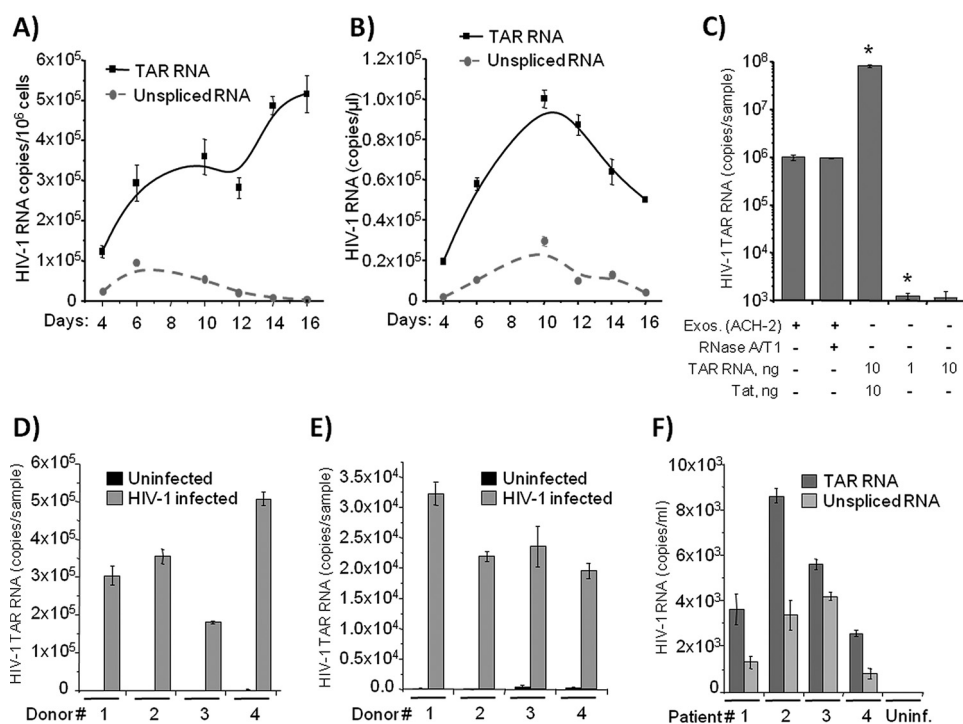 A)
HIV-1 RNA copies/10⁶ cells
TAR RNA
Unspliced RNA
6x10⁵
5x10⁵
4x10⁵
3x10⁵
2x10⁵
1x10⁵
0
Days: 4 6 8 10 12 14 16
B)
HIV-1 RNA (copies/µl)
TAR RNA
Unspliced RNA
1.2x10⁵
1.0x10⁵
0.8x10⁵
0.6x10⁵
0.4x10⁵
0.2x10⁵
0
Days: 4 6 8 10 12 14 16
C)
HIV-1 TAR RNA (copies/sample)
10⁸
10⁷
10⁶
10⁵
10⁴
10³
*
*
Exos. (ACH-2) + + - - -
RNase A/T1 - + - - -
TAR RNA, ng - - 10 1 10
Tat, ng - - 10 - -
D)
HIV-1 TAR RNA (copies/sample)
Uninfected
HIV-1 infected
6x10⁵
5x10⁵
4x10⁵
3x10⁵
2x10⁵
1x10⁵
0
Donor# 1 2 3 4
E)
HIV-1 TAR RNA (copies/sample)
Uninfected
HIV-1 infected
3.5x10⁴
3.0x10⁴
2.5x10⁴
2.0x10⁴
1.5x10⁴
1.0x10⁴
0.5x10⁴
0.0
Donor# 1 2 3 4
F)
HIV-1 RNA (copies/ml)
TAR RNA
Unspliced RNA
10x10³
8x10³
6x10³
4x10³
2x10³
0
Patient# 1 2 3 4 Uninf.